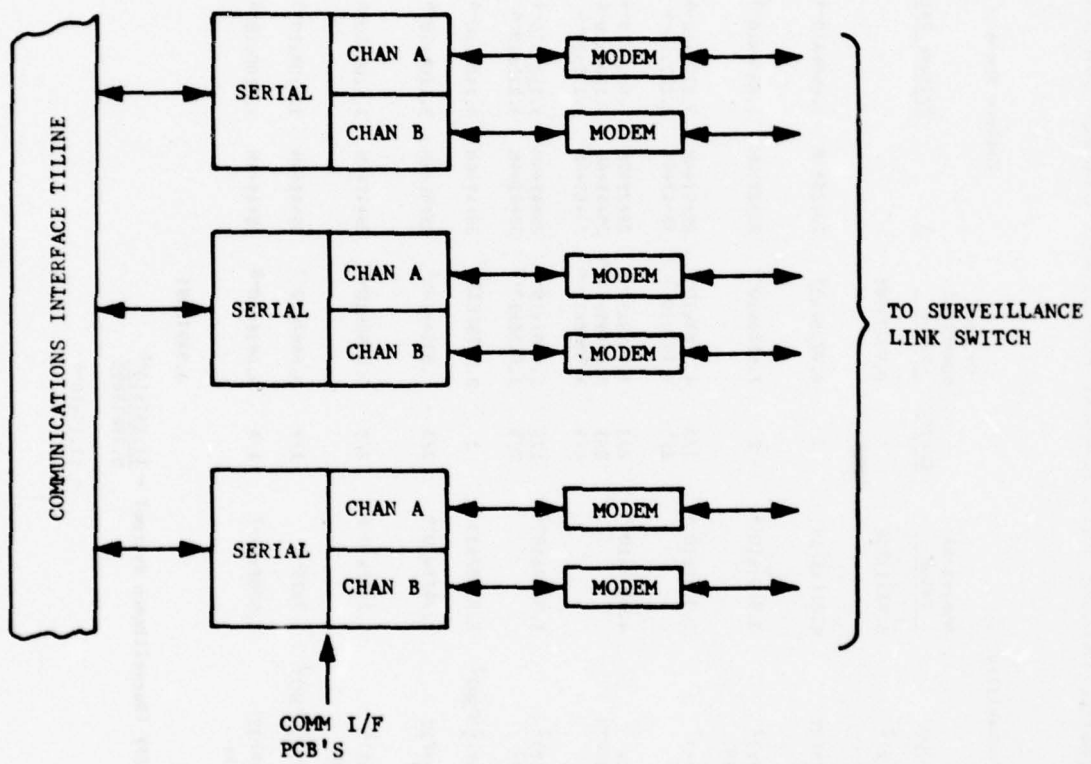 COMMUNICATIONS INTERFACE TILINE
SERIAL
CHAN A
CHAN B
MODEM
MODEM
SERIAL
CHAN A
CHAN B
MODEM
MODEM
SERIAL
CHAN A
CHAN B
MODEM
MODEM
TO SURVEILLANCE
LINK SWITCH
COMM I/F
PCB'S